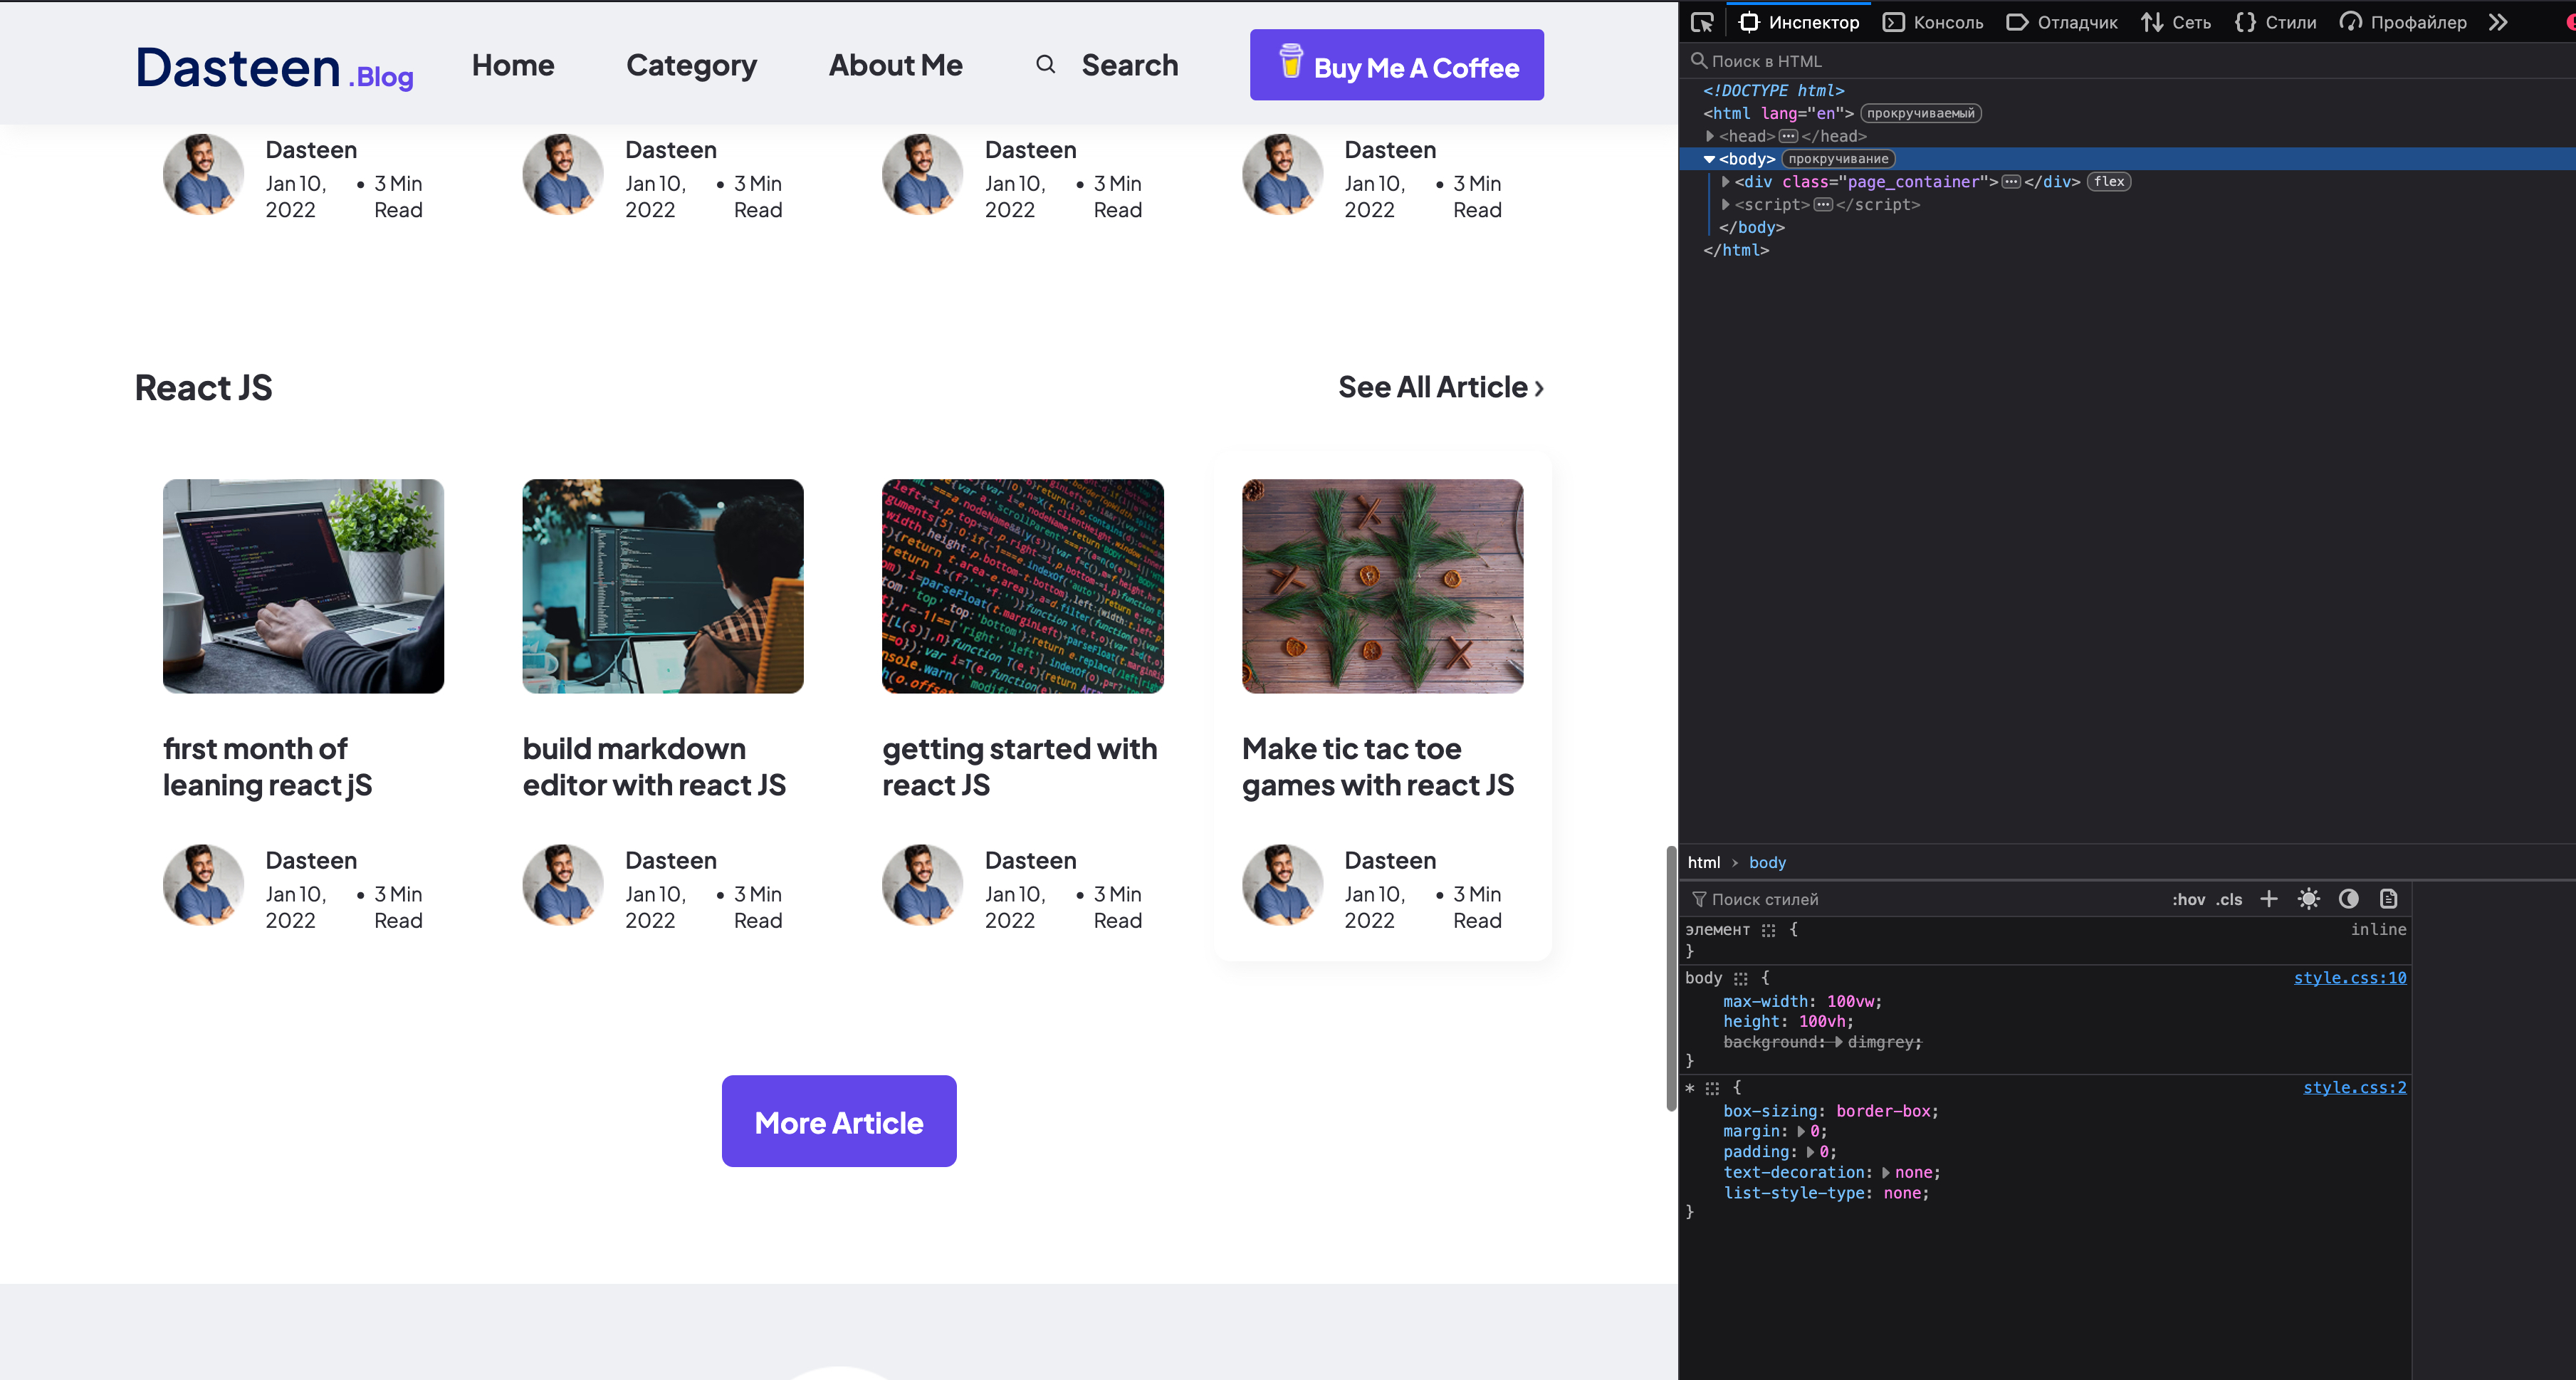 Dasteen .Blog
Home
Category
About Me
Search
Buy Me A Coffee
Dasteen
Jan 10, 2022 • 3 Min Read
Dasteen
Jan 10, 2022 • 3 Min Read
Dasteen
Jan 10, 2022 • 3 Min Read
Dasteen
Jan 10, 2022 • 3 Min Read
React JS
See All Article ›
first month of
leaning react jS
build markdown
editor with react JS
getting started with
react JS
Make tic tac toe
games with react JS
Dasteen
Jan 10, 2022 • 3 Min Read
Dasteen
Jan 10, 2022 • 3 Min Read
Dasteen
Jan 10, 2022 • 3 Min Read
Dasteen
Jan 10, 2022 • 3 Min Read
More Article
Инспектор
Консоль
Отладчик
Сеть
Стили
Профайлер
Поиск в HTML
<!DOCTYPE html>
<html lang="en"> прокручиваемый
<head> ••• </head>
<body> прокручивание
<div class="page_container"> ••• </div> flex
<script> ••• </script>
</body>
</html>
html › body
Поиск стилей
:hov .cls
элемент { inline
}
body { style.css:10
max-width: 100vw;
height: 100vh;
background: dimgrey;
}
* { style.css:2
box-sizing: border-box;
margin: 0;
padding: 0;
text-decoration: none;
list-style-type: none;
}